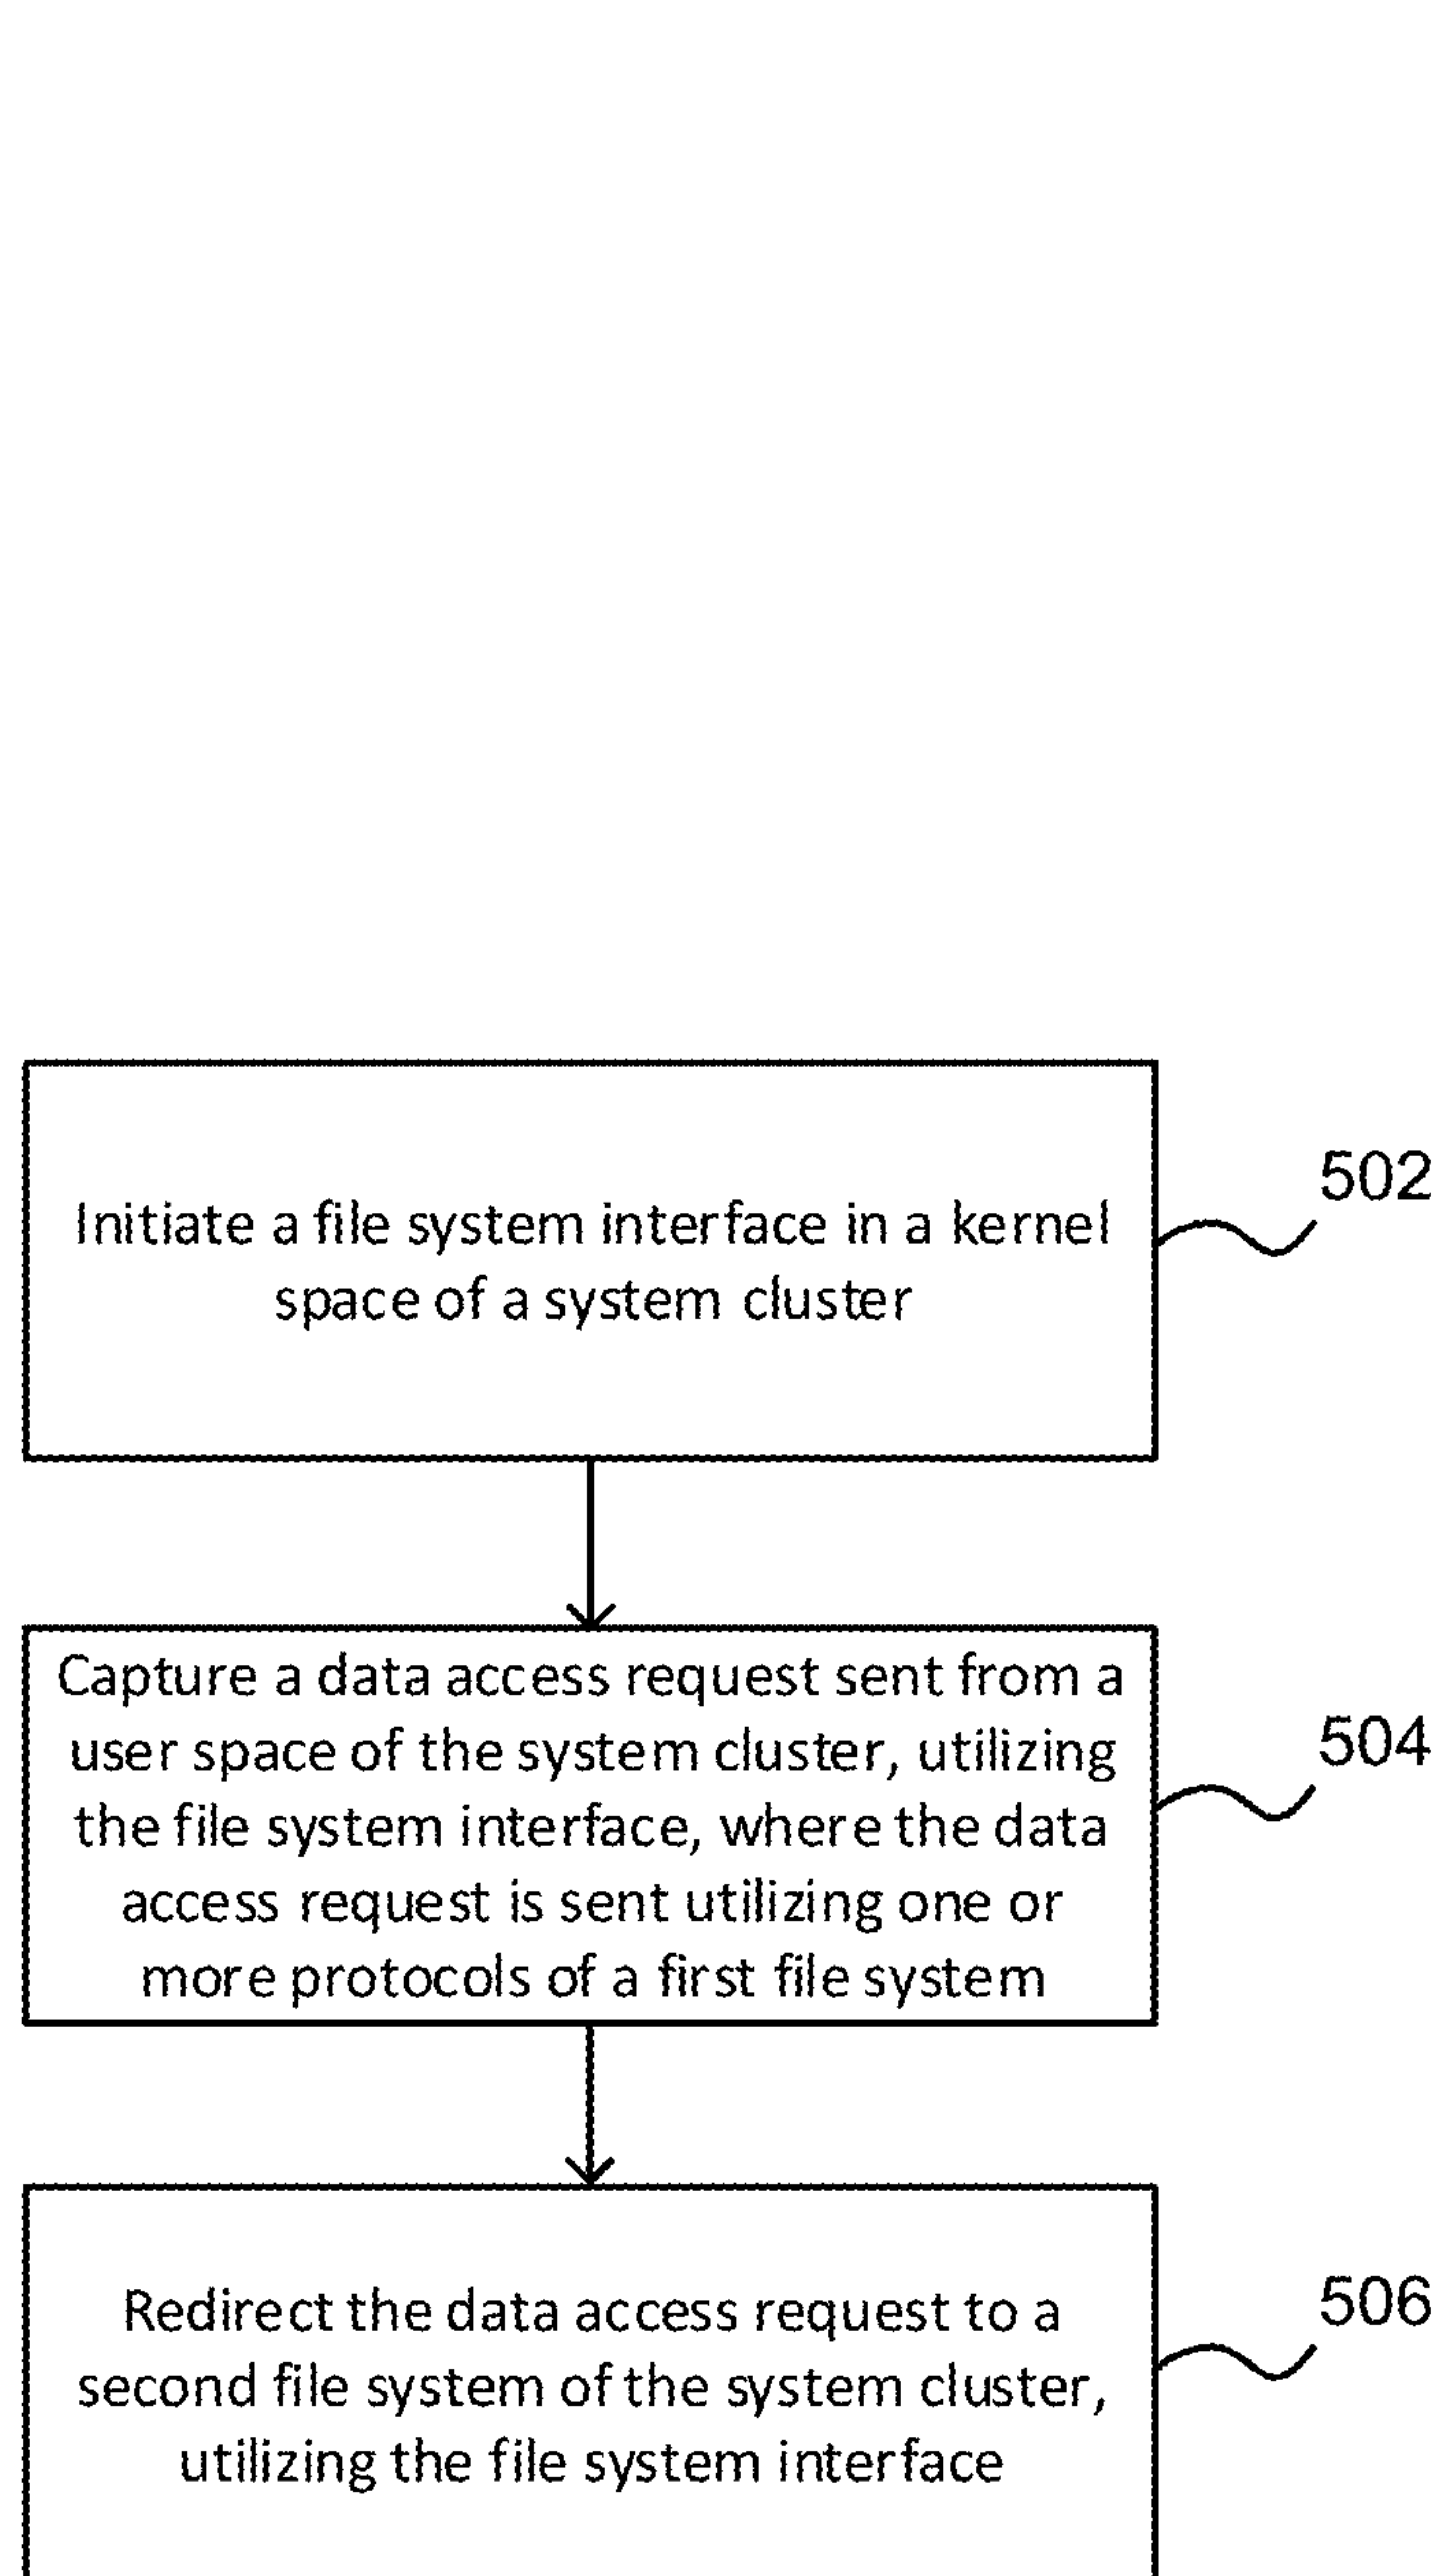 Initiate a file system interface in a kernel
space of a system cluster
502
Capture a data access request sent from a
user space of the system cluster, utilizing
the file system interface, where the data
access request is sent utilizing one or
more protocols of a first file system
504
Redirect the data access request to a
second file system of the system cluster,
utilizing the file system interface
506